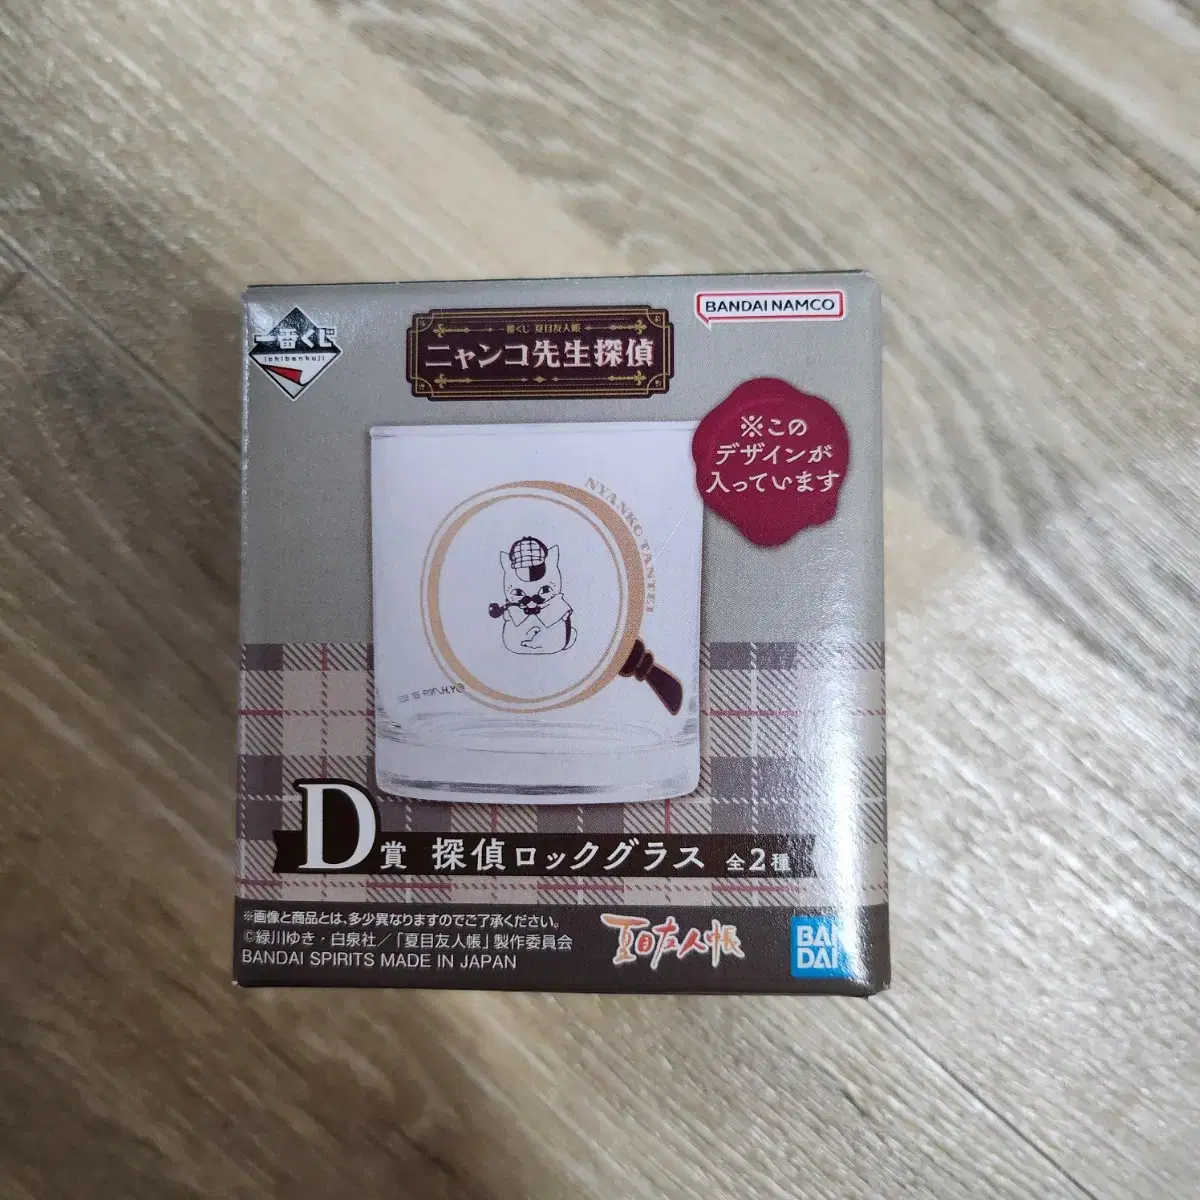 一番くじ
ichibankuji
一番くじ 夏目友人帳
ニャンコ先生探偵
BANDAI NAMCO
※この
デザインが
入っています
NYANKO TANTEI
D賞 探偵ロックグラス 全2種
※画像と商品とは、多少異なりますのでご了承ください。
©緑川ゆき・白泉社/「夏目友人帳」製作委員会
BANDAI SPIRITS MADE IN JAPAN
夏目友人帳
BAN
DAI